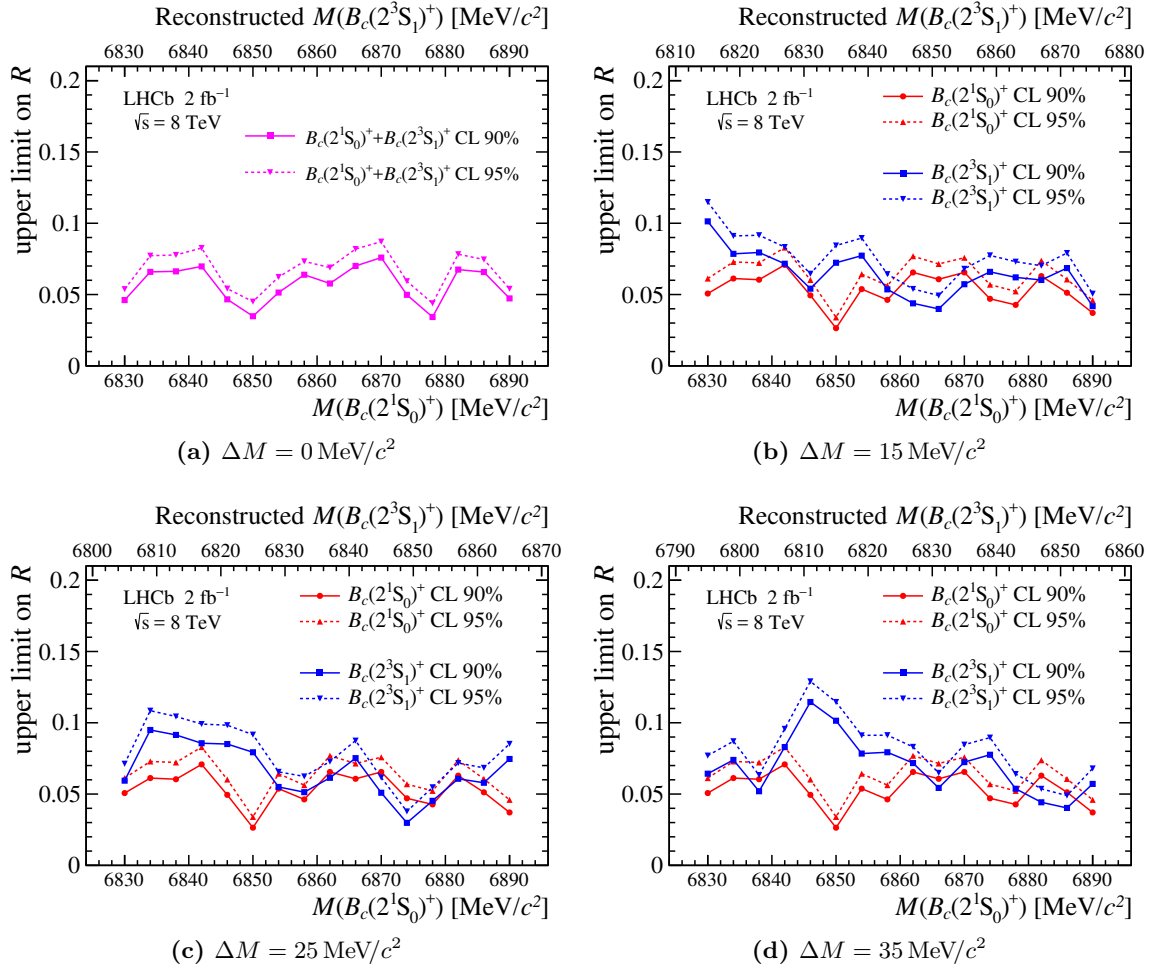 Reconstructed M(B_c(2^3S_1)^+) [MeV/c^2]
6830 6840 6850 6860 6870 6880 6890
upper limit on R
0.2
0.15
0.1
0.05
0
LHCb 2 fb^−1
√s = 8 TeV
B_c(2^1S_0)^++B_c(2^3S_1)^+ CL 90%
B_c(2^1S_0)^++B_c(2^3S_1)^+ CL 95%
6830 6840 6850 6860 6870 6880 6890
M(B_c(2^1S_0)^+) [MeV/c^2]
(a) ΔM = 0 MeV/c^2
Reconstructed M(B_c(2^3S_1)^+) [MeV/c^2]
6810 6820 6830 6840 6850 6860 6870 6880
upper limit on R
0.2
0.15
0.1
0.05
0
LHCb 2 fb^−1
√s = 8 TeV
B_c(2^1S_0)^+ CL 90%
B_c(2^1S_0)^+ CL 95%
B_c(2^3S_1)^+ CL 90%
B_c(2^3S_1)^+ CL 95%
6830 6840 6850 6860 6870 6880 6890
M(B_c(2^1S_0)^+) [MeV/c^2]
(b) ΔM = 15 MeV/c^2
Reconstructed M(B_c(2^3S_1)^+) [MeV/c^2]
6800 6810 6820 6830 6840 6850 6860 6870
upper limit on R
0.2
0.15
0.1
0.05
0
LHCb 2 fb^−1
√s = 8 TeV
B_c(2^1S_0)^+ CL 90%
B_c(2^1S_0)^+ CL 95%
B_c(2^3S_1)^+ CL 90%
B_c(2^3S_1)^+ CL 95%
6830 6840 6850 6860 6870 6880 6890
M(B_c(2^1S_0)^+) [MeV/c^2]
(c) ΔM = 25 MeV/c^2
Reconstructed M(B_c(2^3S_1)^+) [MeV/c^2]
6790 6800 6810 6820 6830 6840 6850 6860
upper limit on R
0.2
0.15
0.1
0.05
0
LHCb 2 fb^−1
√s = 8 TeV
B_c(2^1S_0)^+ CL 90%
B_c(2^1S_0)^+ CL 95%
B_c(2^3S_1)^+ CL 90%
B_c(2^3S_1)^+ CL 95%
6830 6840 6850 6860 6870 6880 6890
M(B_c(2^1S_0)^+) [MeV/c^2]
(d) ΔM = 35 MeV/c^2